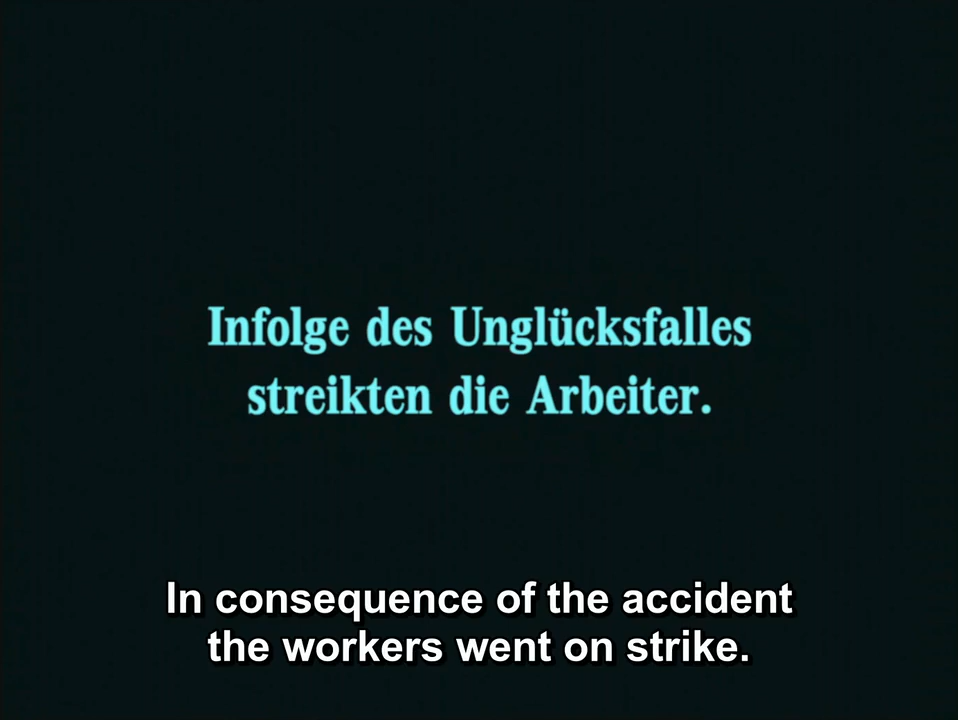 Infolge des Unglücksfalles
streikten die Arbeiter.
In consequence of the accident
the workers went on strike.